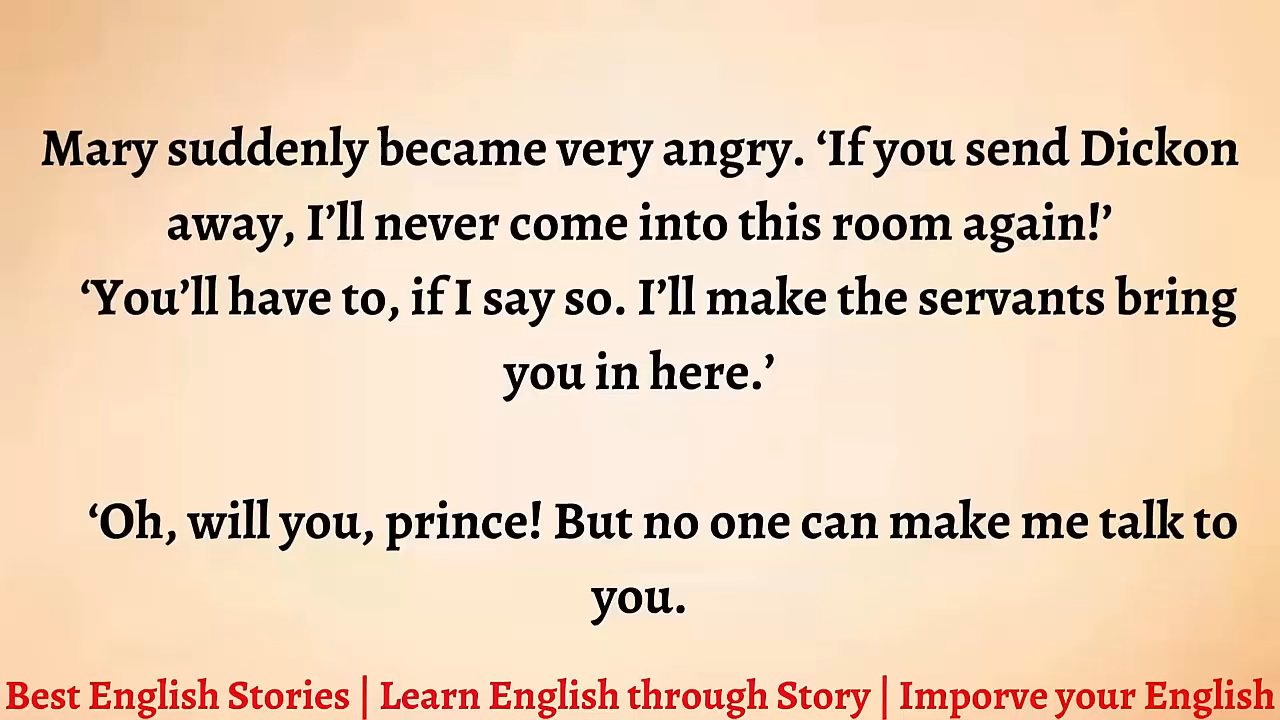 Mary suddenly became very angry. ‘If you send Dickon
away, I’ll never come into this room again!’
‘You’ll have to, if I say so. I’ll make the servants bring
you in here.’
‘Oh, will you, prince! But no one can make me talk to
you.
Best English Stories | Learn English through Story | Imporve your English